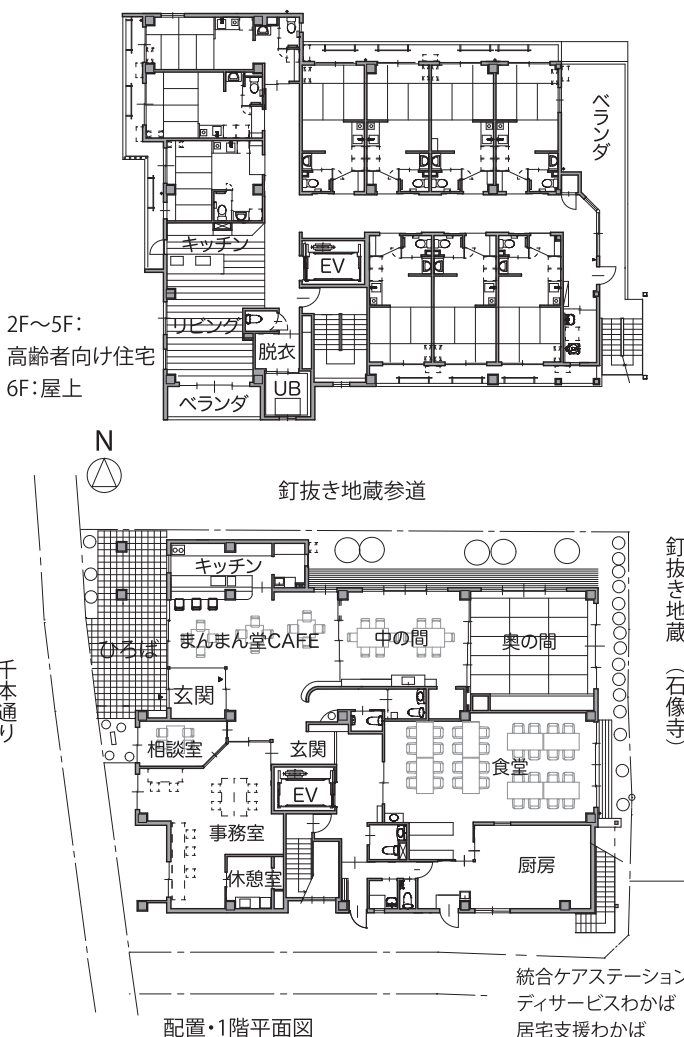 ベランダ
キッチン
EV
2F〜5F：
高齢者向け住宅
6F：屋上
リビング
脱衣
UB
ベランダ
N
釘抜き地蔵参道
キッチン
ひろば
まんまん堂CAFE
中の間
奥の間
釘抜き地蔵（石像寺）
千本通り
玄関
相談室
玄関
食堂
EV
事務室
厨房
休憩室
統合ケアステーション
ディサービスわかば
居宅支援わかば
配置・1階平面図